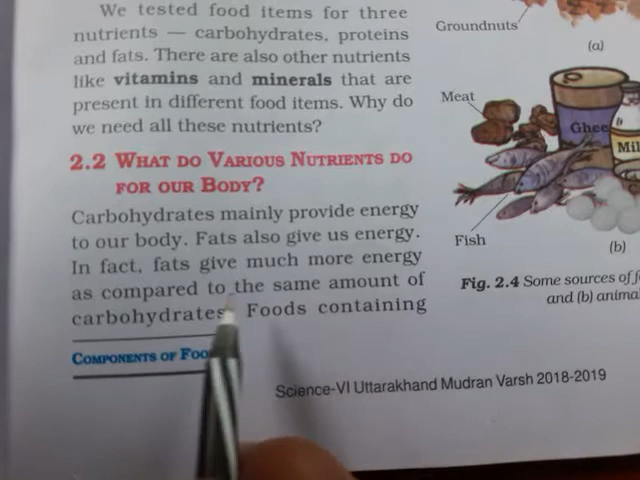 We tested food items for three
nutrients — carbohydrates, proteins
and fats. There are also other nutrients
like vitamins and minerals that are
present in different food items. Why do
we need all these nutrients?
2.2 WHAT DO VARIOUS NUTRIENTS DO
FOR OUR BODY?
Carbohydrates mainly provide energy
to our body. Fats also give us energy.
In fact, fats give much more energy
as compared to the same amount of
carbohydrates. Foods containing
COMPONENTS OF
Groundnuts
(a)
Meat
Ghee
Fish
(b)
Fig. 2.4 Some sources of
and (b)
Science-VI Uttarakhand Mudran Varsh 2018-2019